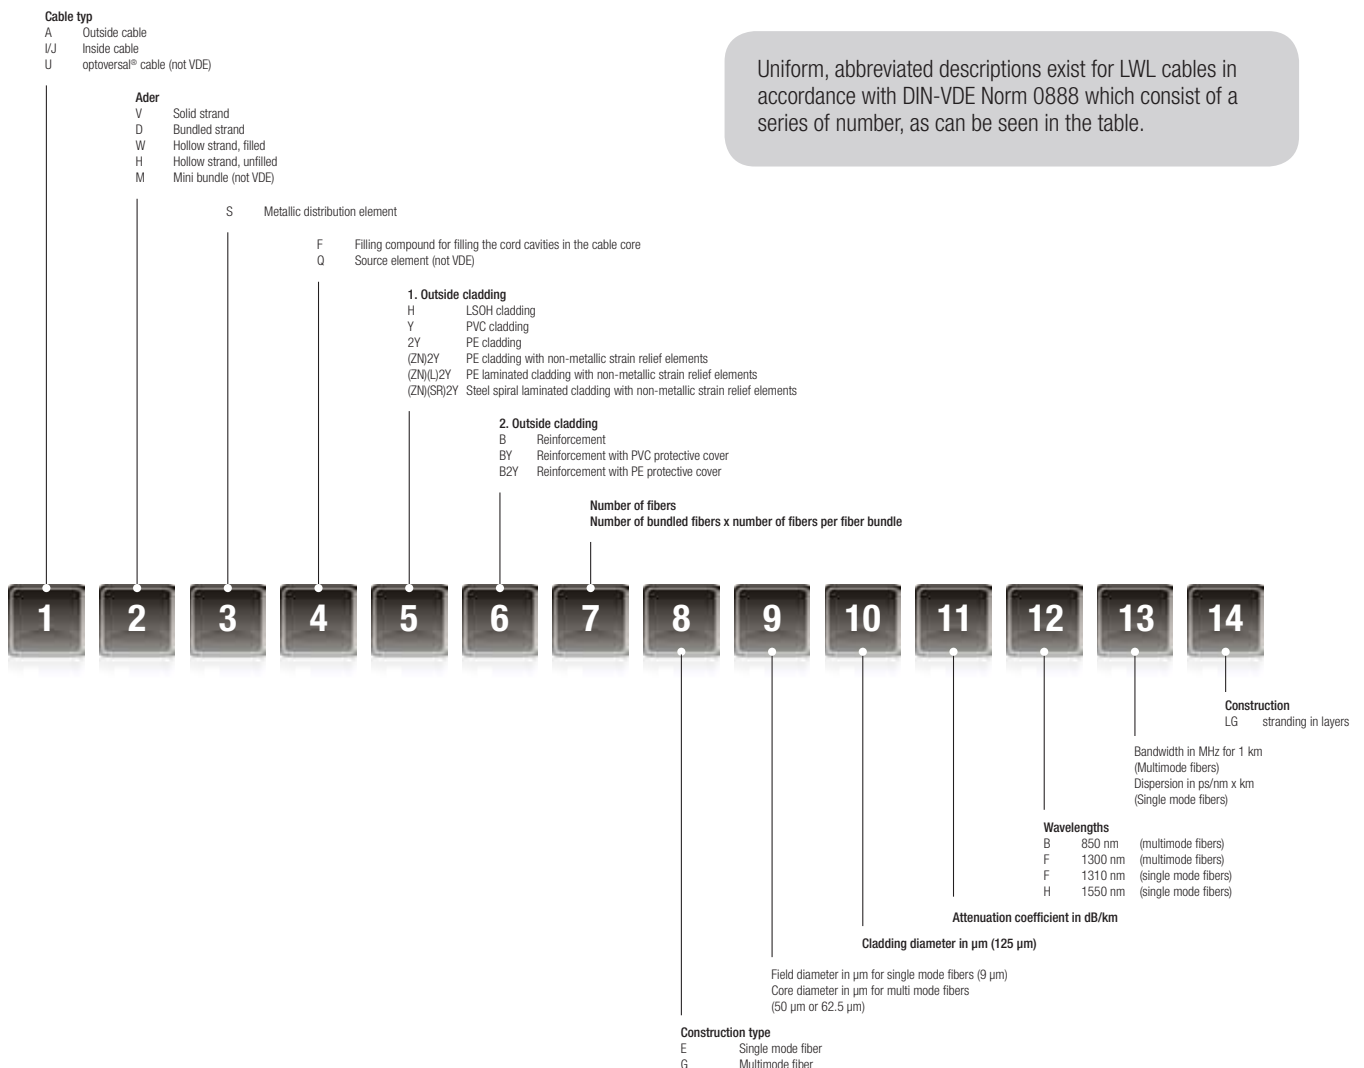 Cable typ
A Outside cable
I/J Inside cable
U optoversal® cable (not VDE)
Uniform, abbreviated descriptions exist for LWL cables in
accordance with DIN-VDE Norm 0888 which consist of a
series of number, as can be seen in the table.
Ader
V Solid strand
D Bundled strand
W Hollow strand, filled
H Hollow strand, unfilled
M Mini bundle (not VDE)
S Metallic distribution element
F Filling compound for filling the cord cavities in the cable core
Q Source element (not VDE)
1. Outside cladding
H LSOH cladding
Y PVC cladding
2Y PE cladding
(ZN)2Y PE cladding with non-metallic strain relief elements
(ZN)(L)2Y PE laminated cladding with non-metallic strain relief elements
(ZN)(SR)2Y Steel spiral laminated cladding with non-metallic strain relief elements
2. Outside cladding
B Reinforcement
BY Reinforcement with PVC protective cover
B2Y Reinforcement with PE protective cover
Number of fibers
Number of bundled fibers x number of fibers per fiber bundle
1 2 3 4 5 6 7 8 9 10 11 12 13 14
Construction
LG stranding in layers
Bandwidth in MHz for 1 km
(Multimode fibers)
Dispersion in ps/nm x km
(Single mode fibers)
Wavelengths
B 850 nm (multimode fibers)
F 1300 nm (multimode fibers)
F 1310 nm (single mode fibers)
H 1550 nm (single mode fibers)
Attenuation coefficient in dB/km
Cladding diameter in µm (125 µm)
Field diameter in µm for single mode fibers (9 µm)
Core diameter in µm for multi mode fibers
(50 µm or 62.5 µm)
Construction type
E Single mode fiber
G Multimode fiber